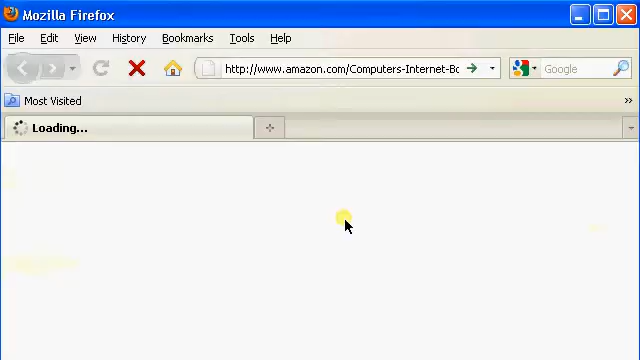 Mozilla Firefox
File Edit View History Bookmarks Tools Help
http://www.amazon.com/Computers-Internet-Bo
Google
Most Visited
Loading...